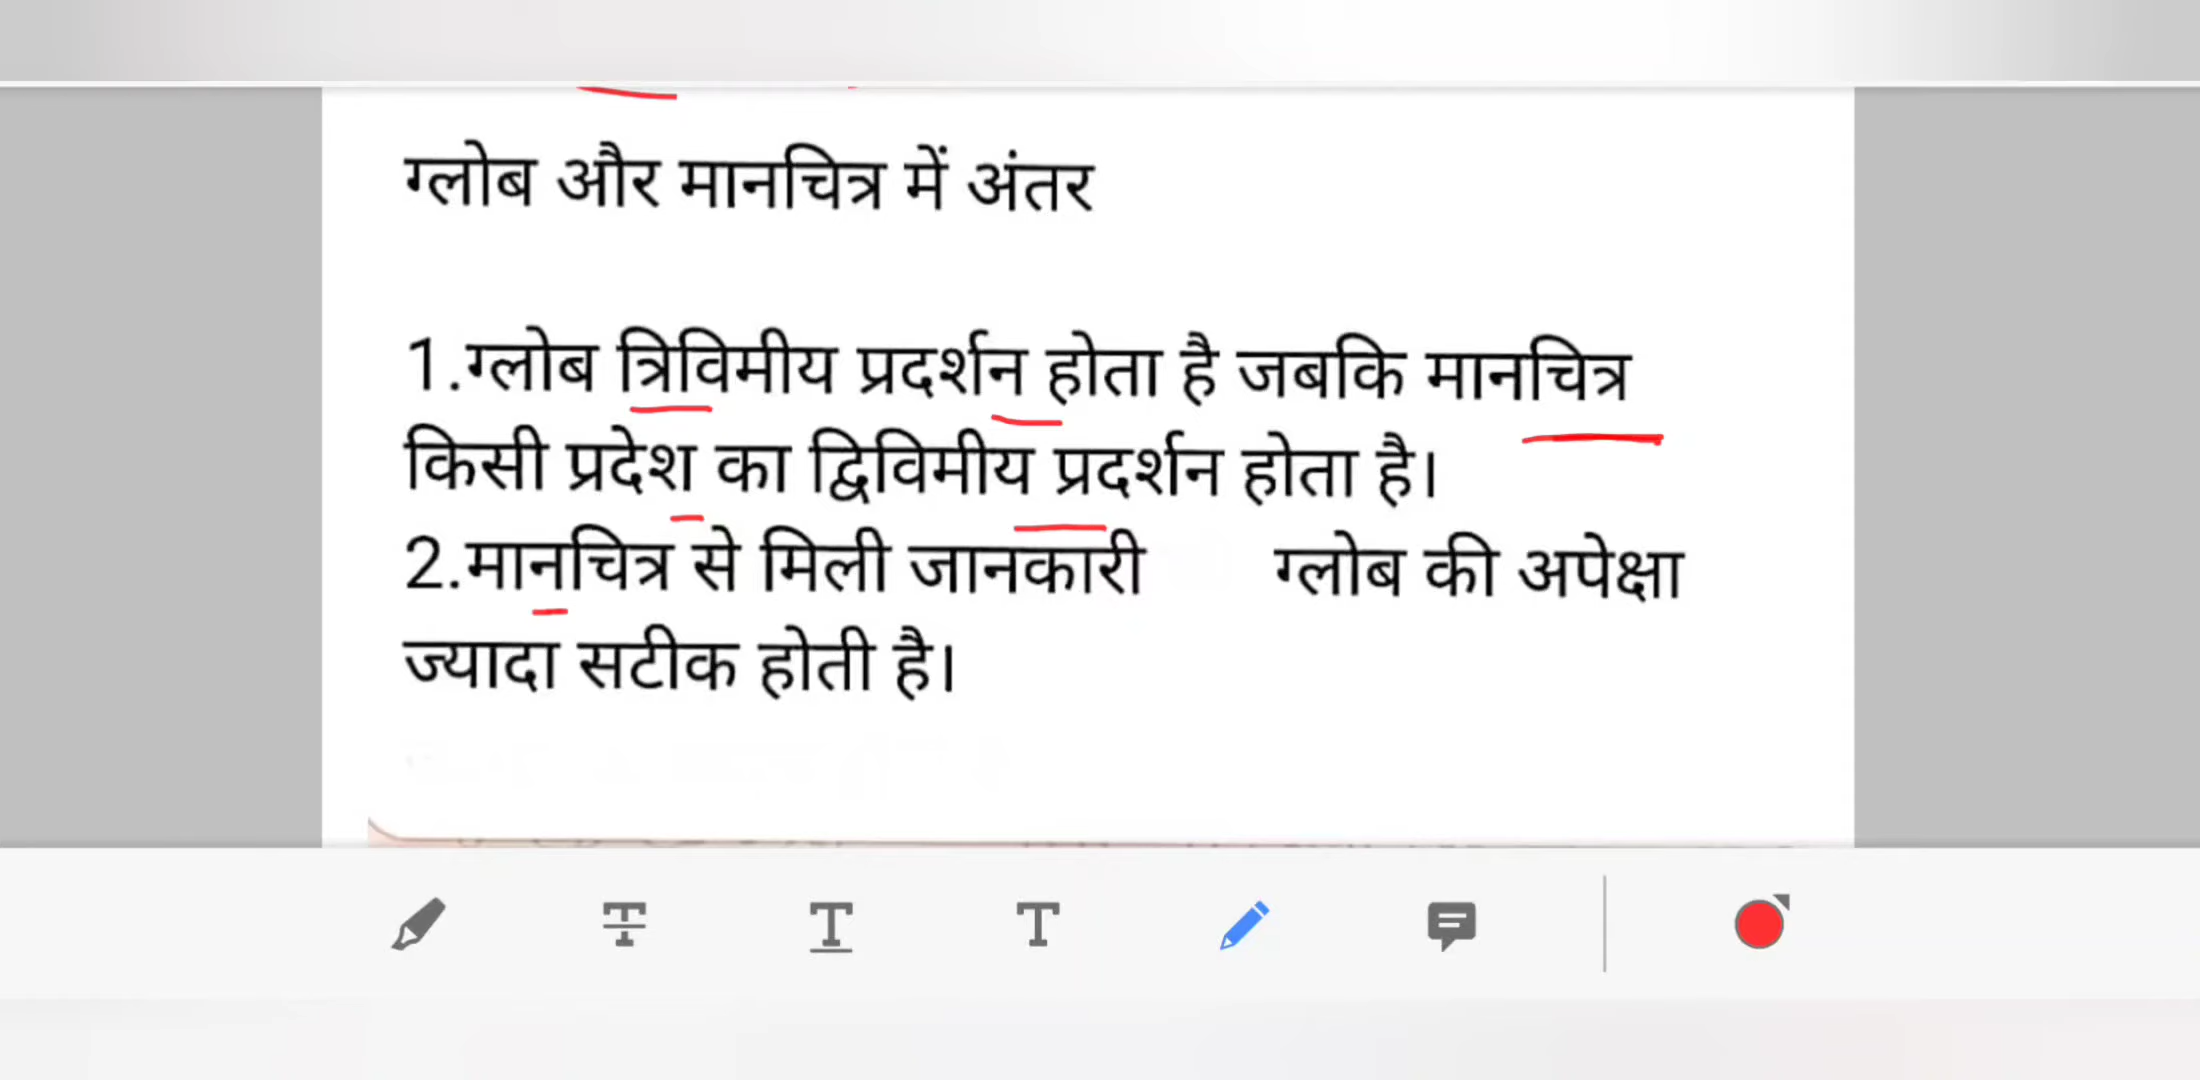 ग्लोब और मानचित्र में अंतर
1.ग्लोब त्रिविमीय प्रदर्शन होता है जबकि मानचित्र
किसी प्रदेश का द्विविमीय प्रदर्शन होता है।
2.मानचित्र से मिली जानकारी ग्लोब की अपेक्षा
ज्यादा सटीक होती है।